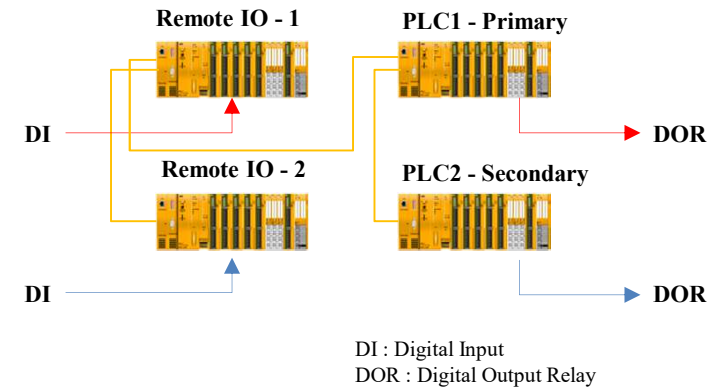 Remote IO - 1
PLC1 - Primary
DI
DOR
Remote IO - 2
PLC2 - Secondary
DI
DOR
DI : Digital Input
DOR : Digital Output Relay